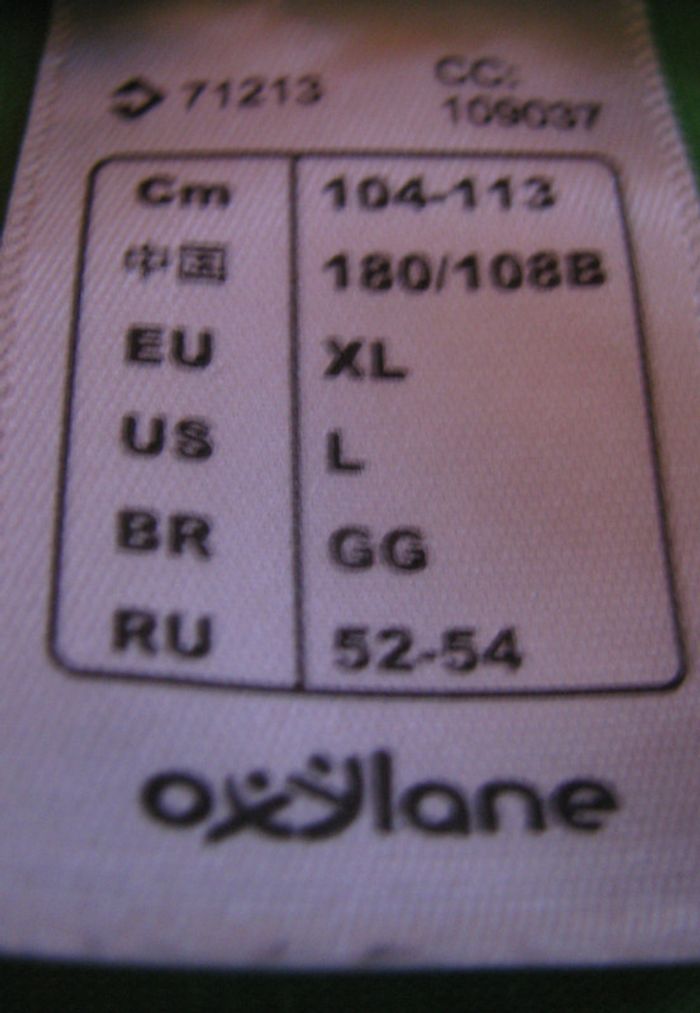 71213 CC:
109037
Cm 104-113
中国 180/108B
EU XL
US L
BR GG
RU 52-54
oxylane